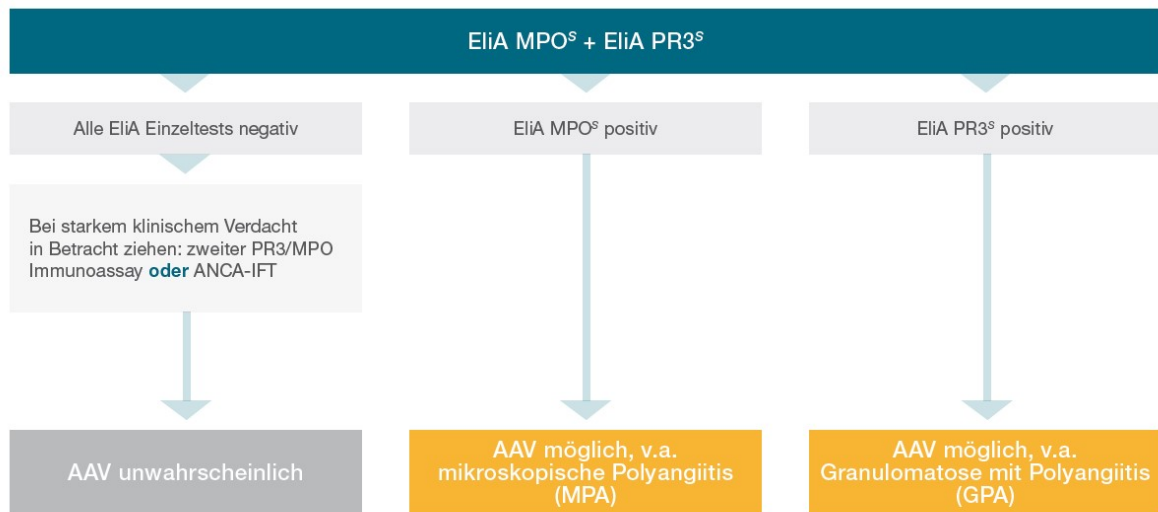 EliA MPOˢ + EliA PR3ˢ
Alle EliA Einzeltests negativ
EliA MPOˢ positiv
EliA PR3ˢ positiv
Bei starkem klinischem Verdacht
in Betracht ziehen: zweiter PR3/MPO
Immunoassay oder ANCA-IFT
AAV unwahrscheinlich
AAV möglich, v.a.
mikroskopische Polyangiitis
(MPA)
AAV möglich, v.a.
Granulomatose mit Polyangiitis
(GPA)